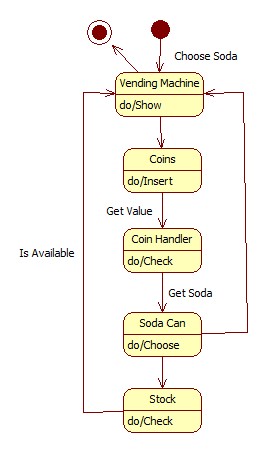 Choose Soda
Vending Machine
do/Show
Coins
do/Insert
Get Value
Coin Handler
do/Check
Is Available
Get Soda
Soda Can
do/Choose
Stock
do/Check